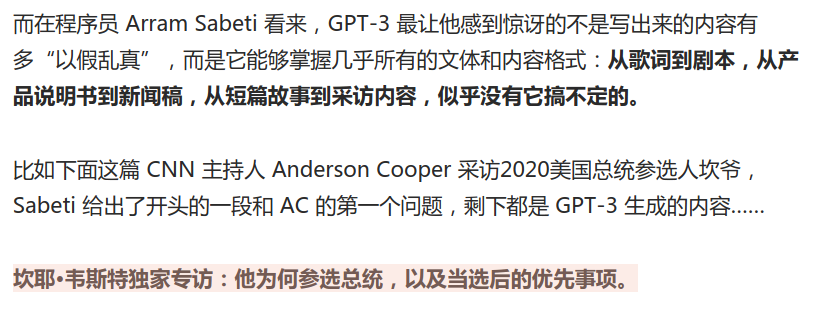 而在程序员 Arram Sabeti 看来，GPT-3 最让他感到惊讶的不是写出来的内容有
多“以假乱真”，而是它能够掌握几乎所有的文体和内容格式：从歌词到剧本，从产
品说明书到新闻稿，从短篇故事到采访内容，似乎没有它搞不定的。
比如下面这篇 CNN 主持人 Anderson Cooper 采访2020美国总统参选人坎爷，
Sabeti 给出了开头的一段和 AC 的第一个问题，剩下都是 GPT-3 生成的内容......
坎耶•韦斯特独家专访：他为何参选总统，以及当选后的优先事项。